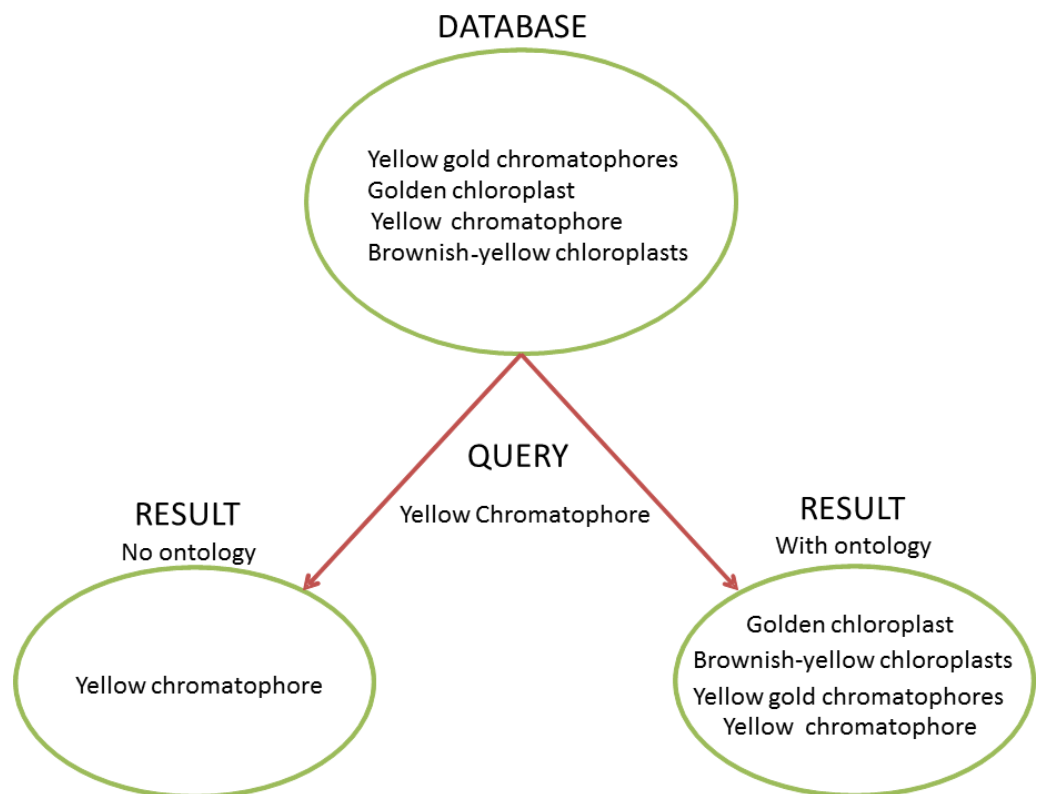 DATABASE
Yellow gold chromatophores
Golden chloroplast
Yellow chromatophore
Brownish-yellow chloroplasts
QUERY
Yellow Chromatophore
RESULT
No ontology
Yellow chromatophore
RESULT
With ontology
Golden chloroplast
Brownish-yellow chloroplasts
Yellow gold chromatophores
Yellow chromatophore